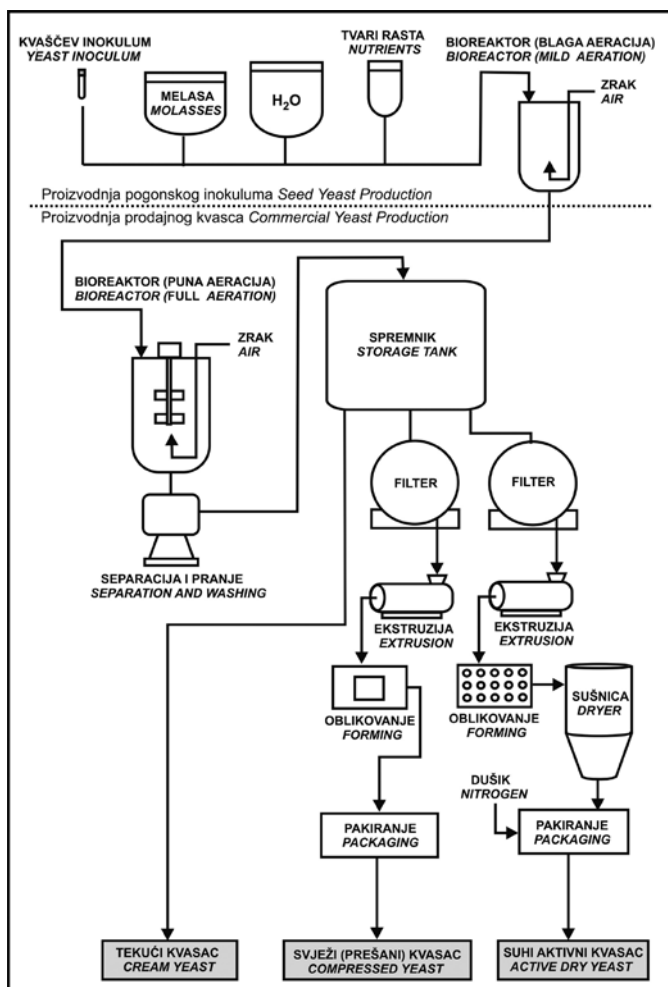 KVAŠČEV INOKULUM
YEAST INOCULUM
MELASA
MOLASSES
H2O
TVARI RASTA
NUTRIENTS
BIOREAKTOR (BLAGA AERACIJA)
BIOREACTOR (MILD AERATION)
ZRAK
AIR
Proizvodnja pogonskog inokuluma Seed Yeast Production
Proizvodnja prodajnog kvasca Commercial Yeast Production
BIOREAKTOR (PUNA AERACIJA)
BIOREACTOR (FULL AERATION)
ZRAK
AIR
SPREMNIK
STORAGE TANK
FILTER
FILTER
SEPARACIJA I PRANJE
SEPARATION AND WASHING
EKSTRUZIJA
EXTRUSION
EKSTRUZIJA
EXTRUSION
OBLIKOVANJE
FORMING
OBLIKOVANJE
FORMING
SUŠNICA
DRYER
DUŠIK
NITROGEN
PAKIRANJE
PACKAGING
PAKIRANJE
PACKAGING
TEKUĆI KVASAC
CREAM YEAST
SVJEŽI (PREŠANI) KVASAC
COMPRESSED YEAST
SUHI AKTIVNI KVASAC
ACTIVE DRY YEAST